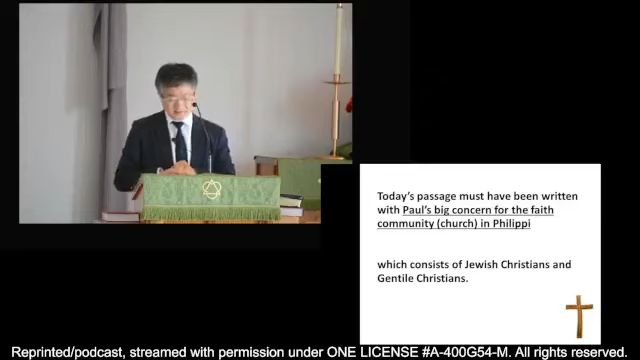 Today's passage must have been written
with Paul's big concern for the faith
community (church) in Philippi
which consists of Jewish Christians and
Gentile Christians.
Reprinted/podcast, streamed with permission under ONE LICENSE #A-400G54-M. All rights reserved.